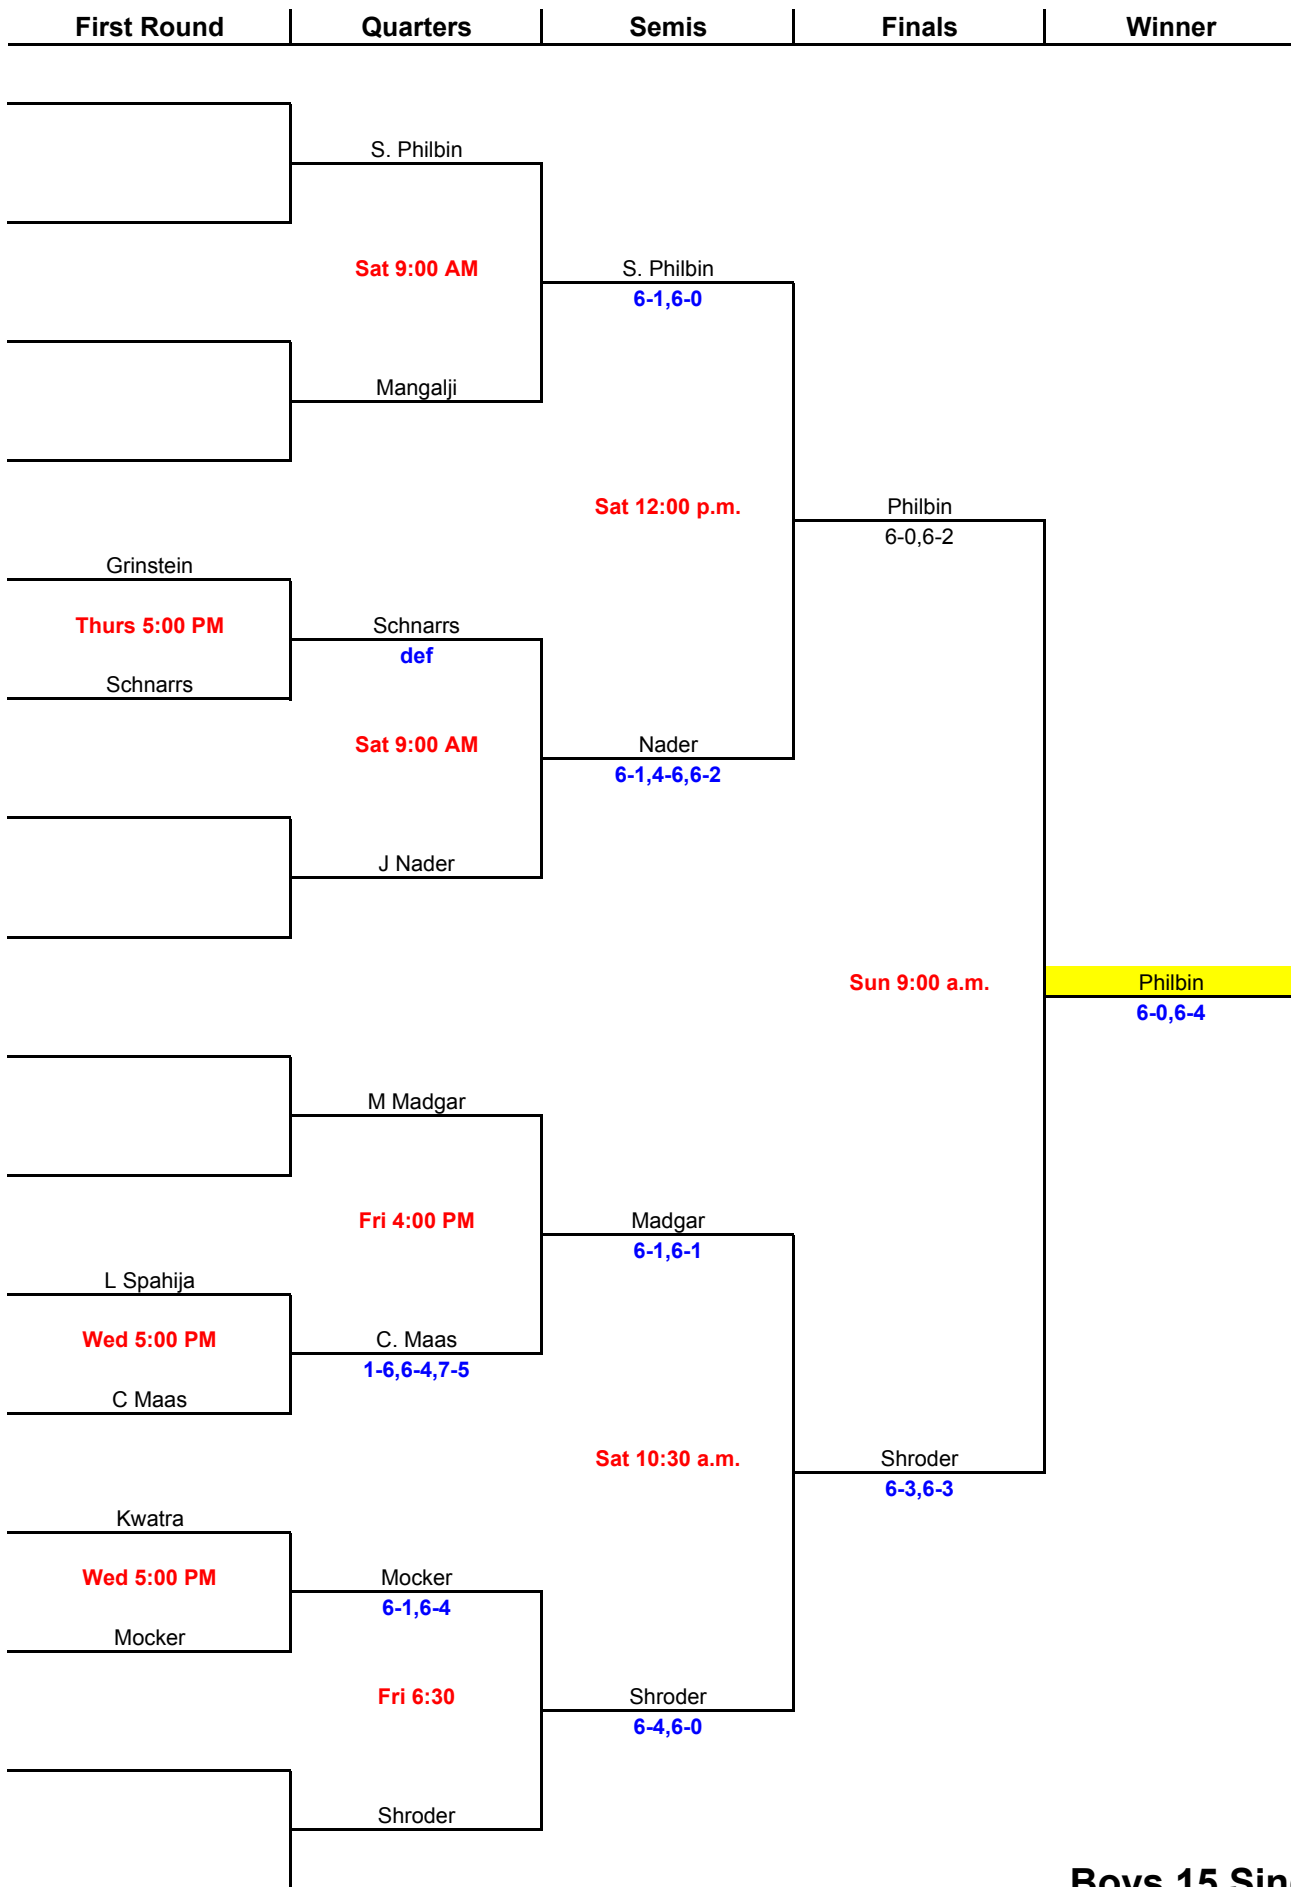 First Round Quarters Semis Finals Winner
S. Philbin
Sat 9:00 AM S. Philbin
6-1,6-0
Mangalji
Sat 12:00 p.m. Philbin
6-0,6-2
Grinstein
Thurs 5:00 PM Schnarrs
def
Schnarrs
Sat 9:00 AM Nader
6-1,4-6,6-2
J Nader
Sun 9:00 a.m. Philbin
6-0,6-4
M Madgar
Fri 4:00 PM Madgar
6-1,6-1
L Spahija
Wed 5:00 PM C. Maas
1-6,6-4,7-5
C Maas
Sat 10:30 a.m. Shroder
6-3,6-3
Kwatra
Wed 5:00 PM Mocker
6-1,6-4
Mocker
Fri 6:30 Shroder
6-4,6-0
Shroder
Boys 15